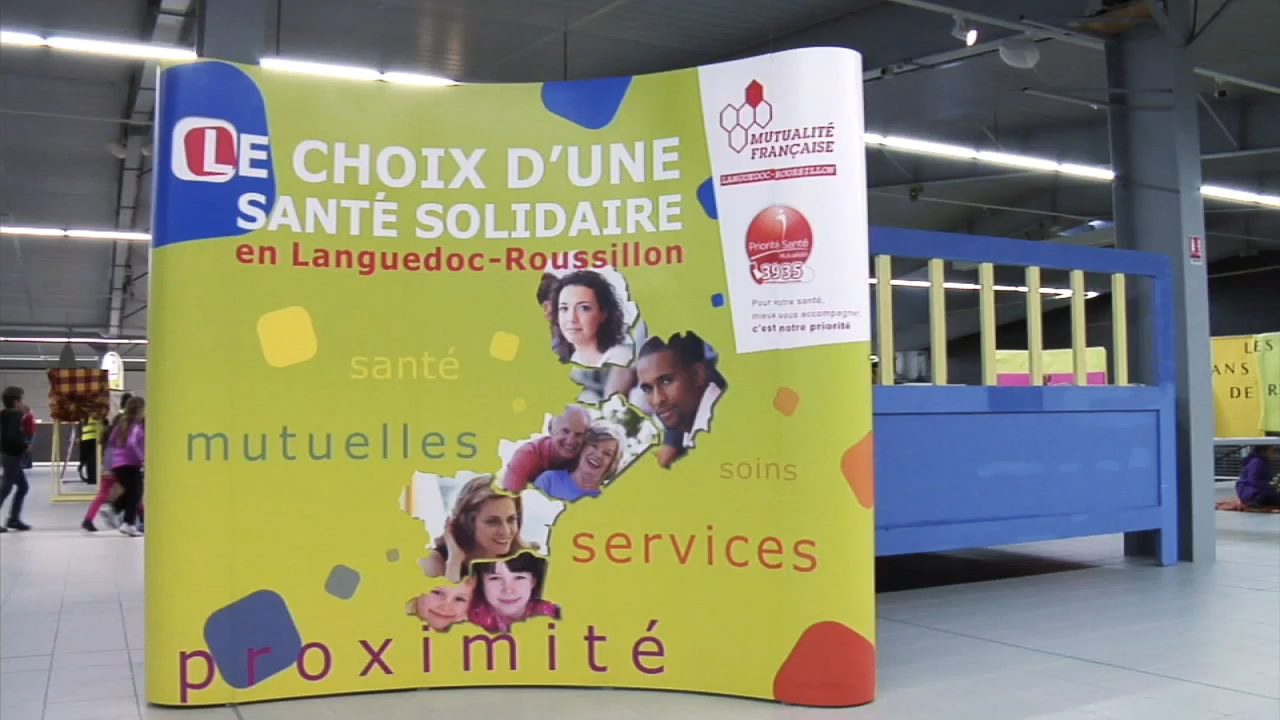 LE CHOIX D'UNE
SANTÉ SOLIDAIRE
en Languedoc-Roussillon
MUTUALITÉ
FRANÇAISE
LANGUEDOC-ROUSSILLON
Priorité Santé
3935
Pour votre santé,
mieux vous accompagner,
c'est notre priorité
santé
mutuelles
soins
services
proximité
LES
ANS
DE R